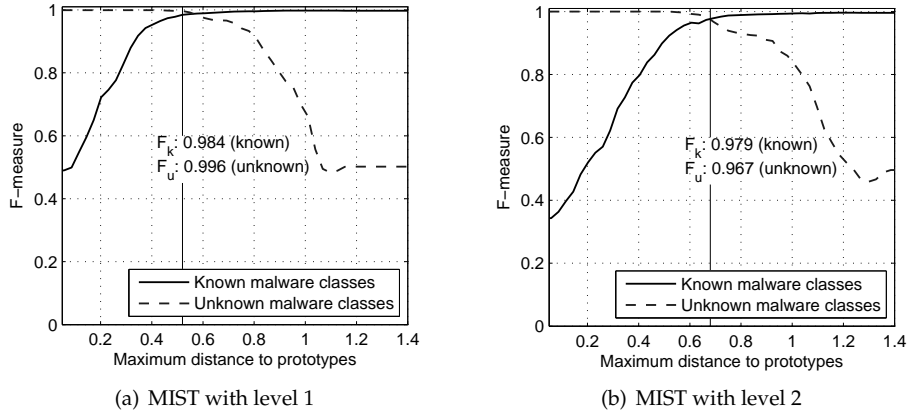 1
0.8
1
0.6
0.4
0.2
0
F−measure
F_k: 0.984 (known)
F_u: 0.996 (unknown)
Known malware classes
Unknown malware classes
0.2 0.4 0.6 0.8 1 1.2 1.4
Maximum distance to prototypes
(a) MIST with level 1
1
0.8
1
0.6
0.4
0.2
0
F−measure
F_k: 0.979 (known)
F_u: 0.967 (unknown)
Known malware classes
Unknown malware classes
0.2 0.4 0.6 0.8 1 1.2 1.4
Maximum distance to prototypes
(b) MIST with level 2